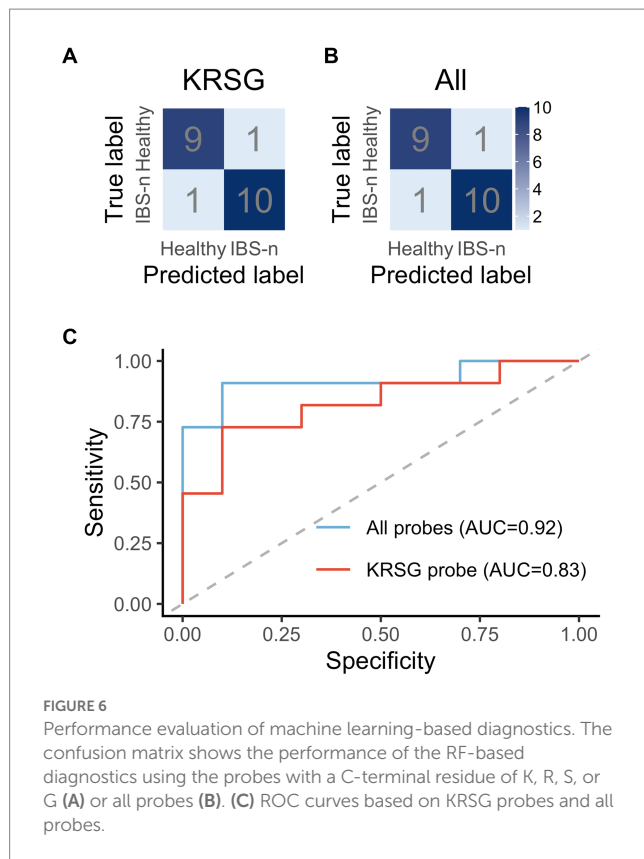 A
KRSG
True label
IBS-n Healthy
9 1
1 10
Healthy IBS-n
Predicted label
B
All
True label
IBS-n Healthy
9 1
1 10
Healthy IBS-n
Predicted label
10
8
6
4
2
C
Sensitivity
1.00
0.75
0.50
0.25
0.00
All probes (AUC=0.92)
KRSG probe (AUC=0.83)
0.00 0.25 0.50 0.75 1.00
Specificity
FIGURE 6
Performance evaluation of machine learning-based diagnostics. The
confusion matrix shows the performance of the RF-based
diagnostics using the probes with a C-terminal residue of K, R, S, or
G (A) or all probes (B). (C) ROC curves based on KRSG probes and all
probes.